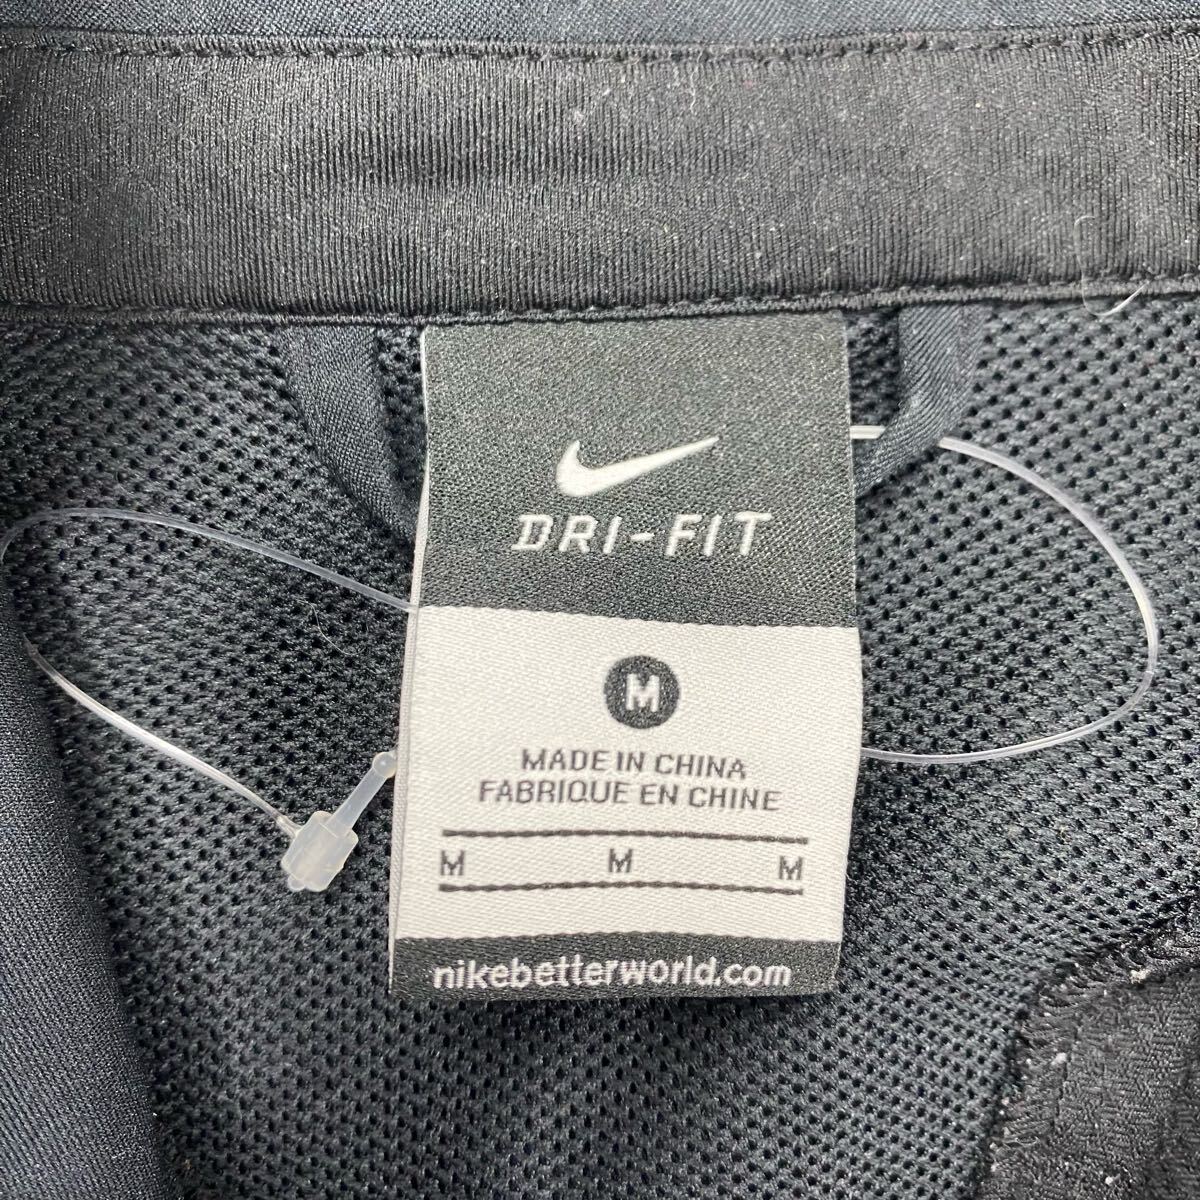 DRI-FIT
M
MADE IN CHINA
FABRIQUE EN CHINE
M M M
nikebetterworld.com